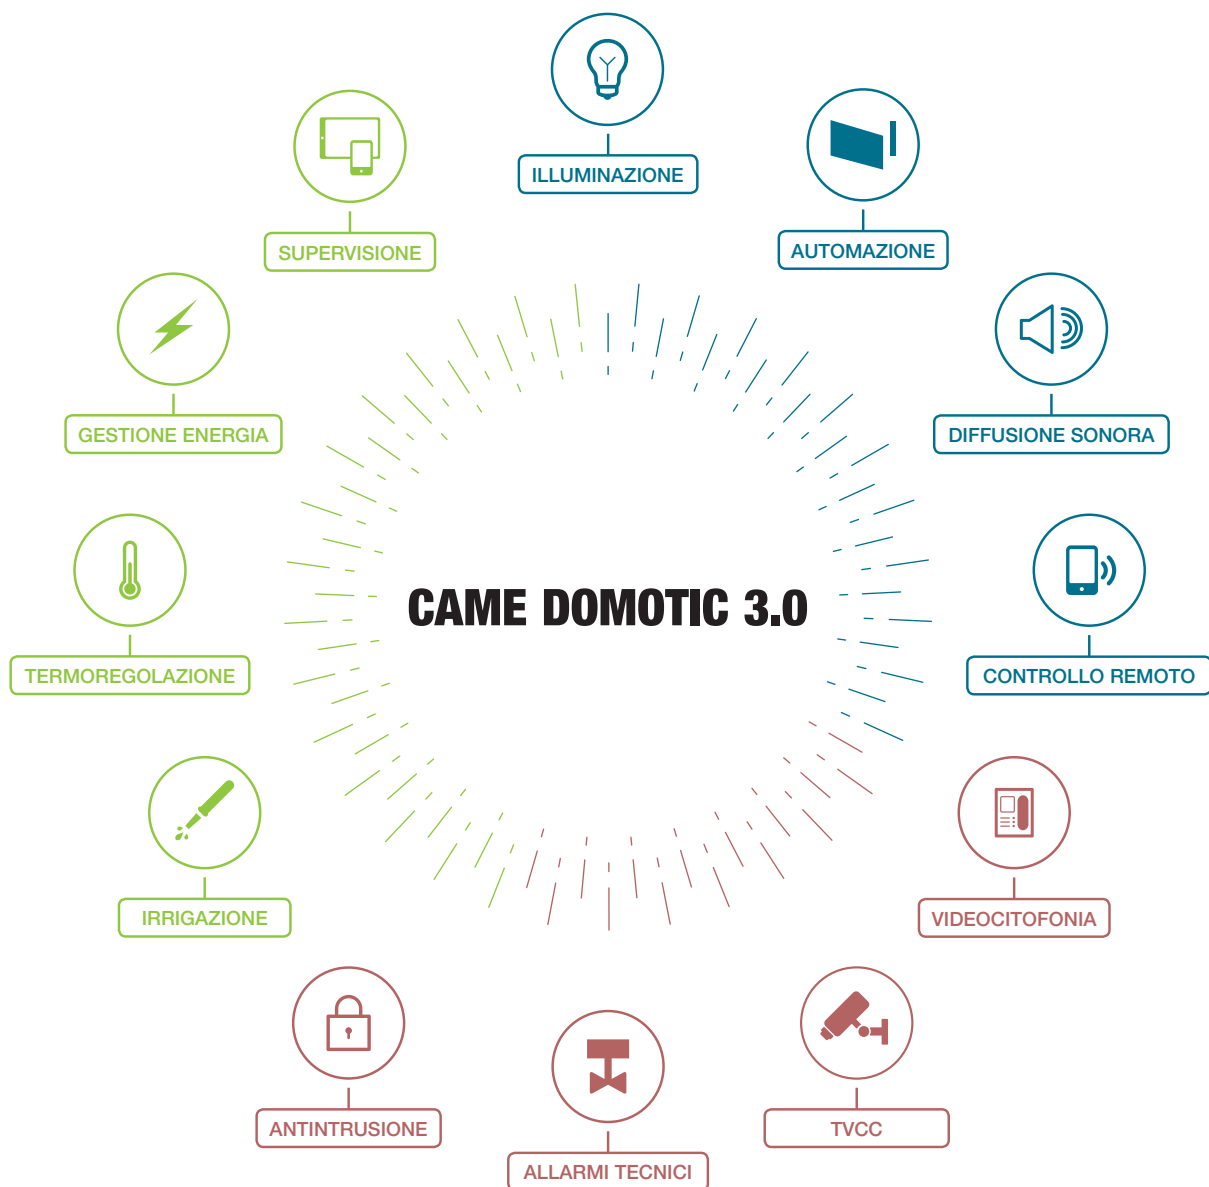 ILLUMINAZIONE
AUTOMAZIONE
SUPERVISIONE
DIFFUSIONE SONORA
GESTIONE ENERGIA
CAME DOMOTIC 3.0
CONTROLLO REMOTO
TERMOREGOLAZIONE
VIDEOCITOFONIA
IRRIGAZIONE
TVCC
ANTINTRUSIONE
ALLARMI TECNICI